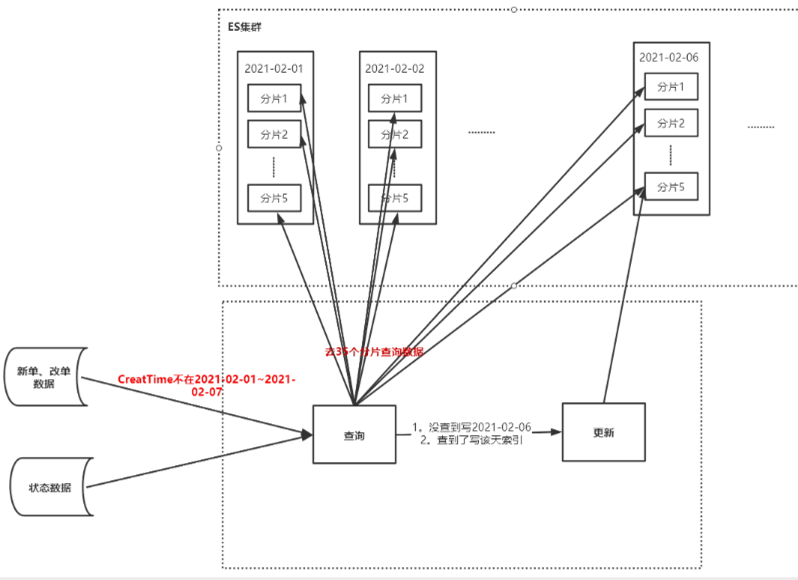 ES集群
2021-02-01
分片1
分片2
分片5
2021-02-02
分片1
分片2
分片5
.........
2021-02-06
分片1
分片2
分片5
.........
去35个分片查询数据
新单、改单
数据
CreatTime不在2021-02-01~2021-
02-07
状态数据
查询
1。没查到写2021-02-06
2。查到了写该天索引
更新